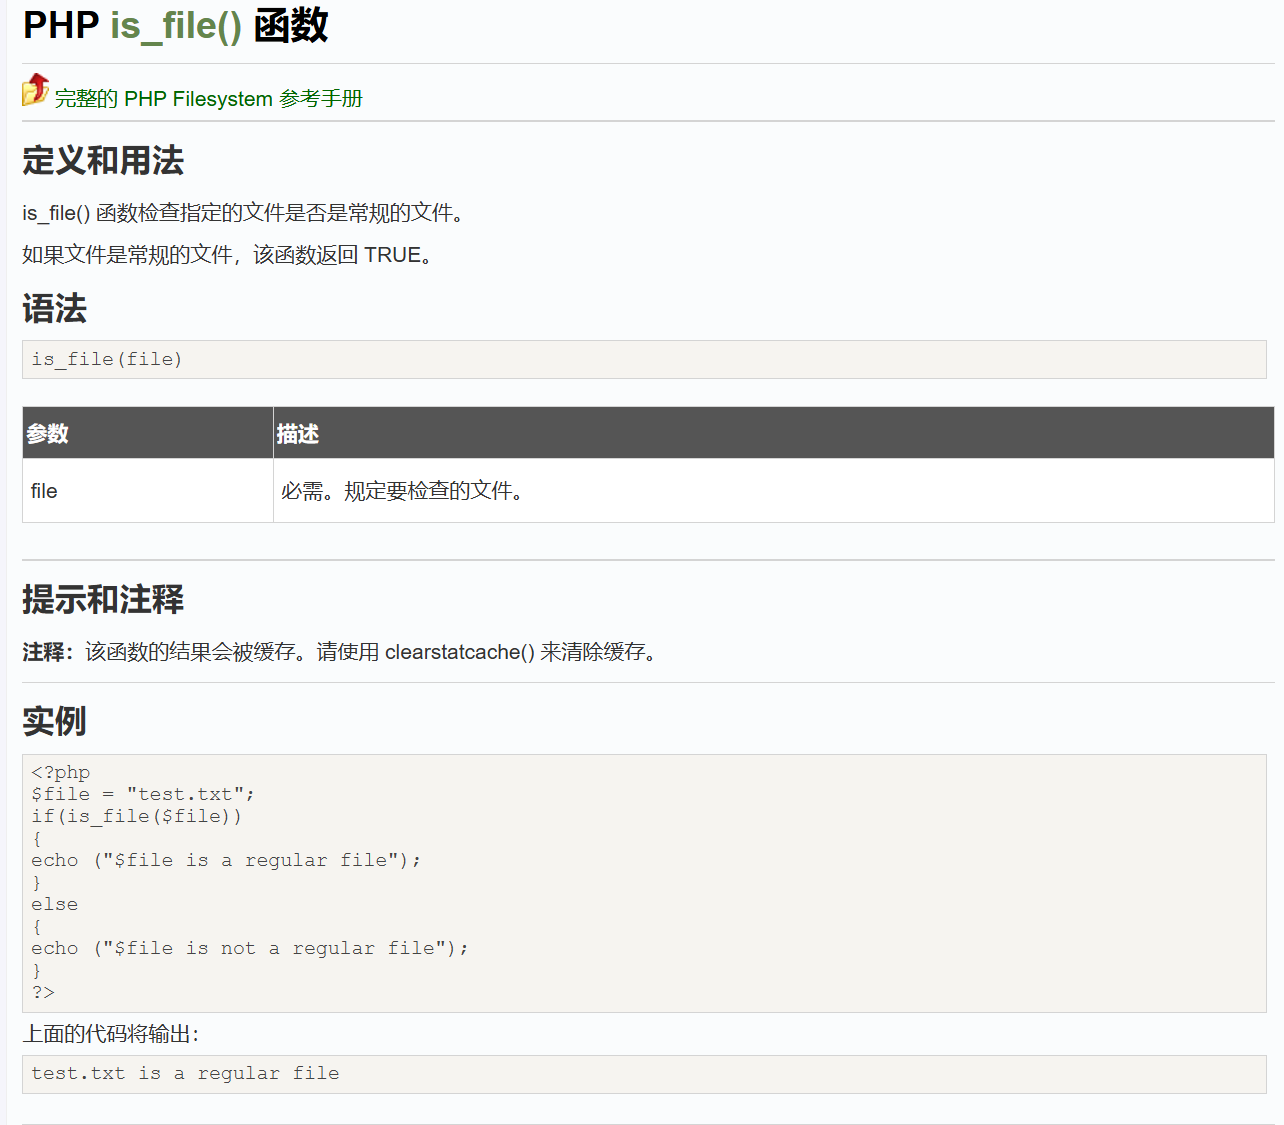 PHP is_file() 函数
完整的 PHP Filesystem 参考手册
定义和用法
is_file() 函数检查指定的文件是否是常规的文件。
如果文件是常规的文件，该函数返回 TRUE。
语法
is_file(file)
参数 描述
file 必需。规定要检查的文件。
提示和注释
注释：该函数的结果会被缓存。请使用 clearstatcache() 来清除缓存。
实例
<?php
$file = "test.txt";
if(is_file($file))
{
echo ("$file is a regular file");
}
else
{
echo ("$file is not a regular file");
}
?>
上面的代码将输出：
test.txt is a regular file